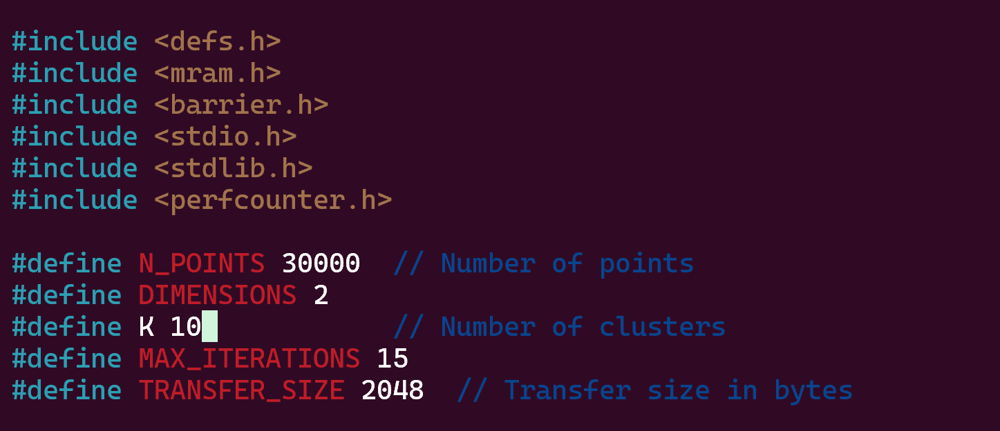 #include <defs.h>
#include <mram.h>
#include <barrier.h>
#include <stdio.h>
#include <stdlib.h>
#include <perfcounter.h>
#define N_POINTS 30000  // Number of points
#define DIMENSIONS 2
#define K 10           // Number of clusters
#define MAX_ITERATIONS 15
#define TRANSFER_SIZE 2048  // Transfer size in bytes